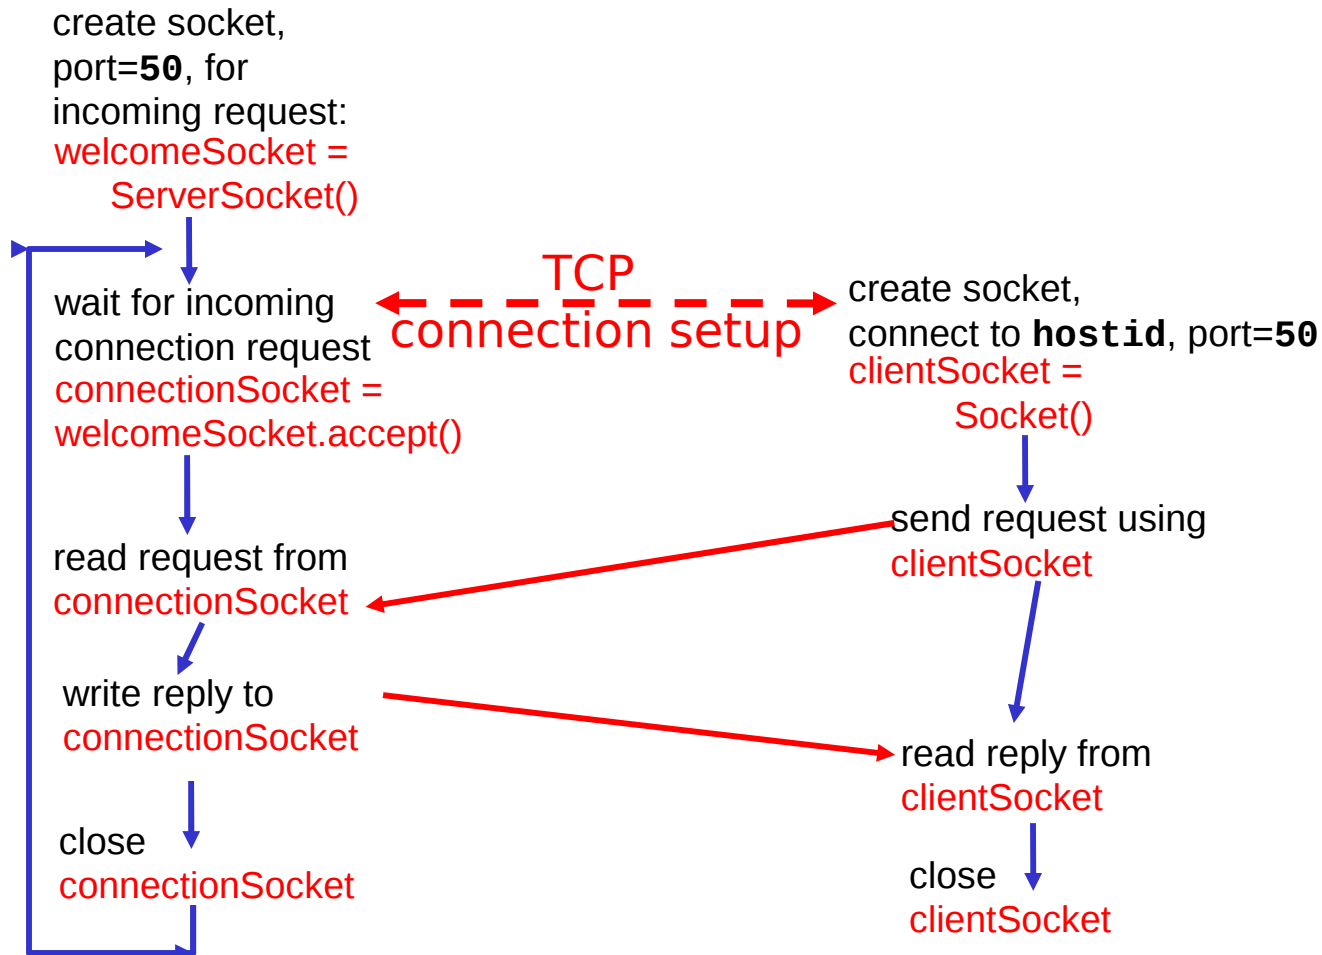 create socket,
port=50, for
incoming request:
welcomeSocket =
ServerSocket()
wait for incoming
connection request
connectionSocket =
welcomeSocket.accept()
TCP
connection setup
create socket,
connect to hostid, port=50
clientSocket =
Socket()
send request using
clientSocket
read request from
connectionSocket
write reply to
connectionSocket
read reply from
clientSocket
close
connectionSocket
close
clientSocket